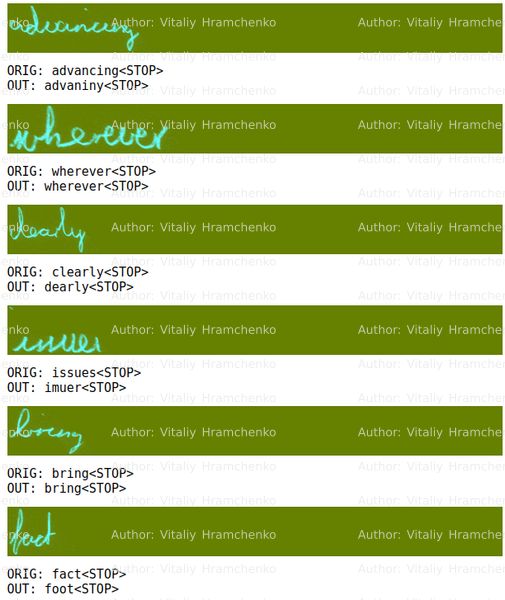 advancing Author: Vitaliy Hramchenko Author: Vitaliy Hramche
ORIG: advancing<STOP>
OUT: advaniny<STOP>
wherever Author: Vitaliy Hramchenko Author: Vitaliy Hramche
ORIG: wherever<STOP>
OUT: wherever<STOP>
clearly Author: Vitaliy Hramchenko Author: Vitaliy Hramche
ORIG: clearly<STOP>
OUT: dearly<STOP>
issues Author: Vitaliy Hramchenko Author: Vitaliy Hramche
ORIG: issues<STOP>
OUT: imuer<STOP>
bring Author: Vitaliy Hramchenko Author: Vitaliy Hramche
ORIG: bring<STOP>
OUT: bring<STOP>
fact Author: Vitaliy Hramchenko Author: Vitaliy Hramche
ORIG: fact<STOP>
OUT: foot<STOP>